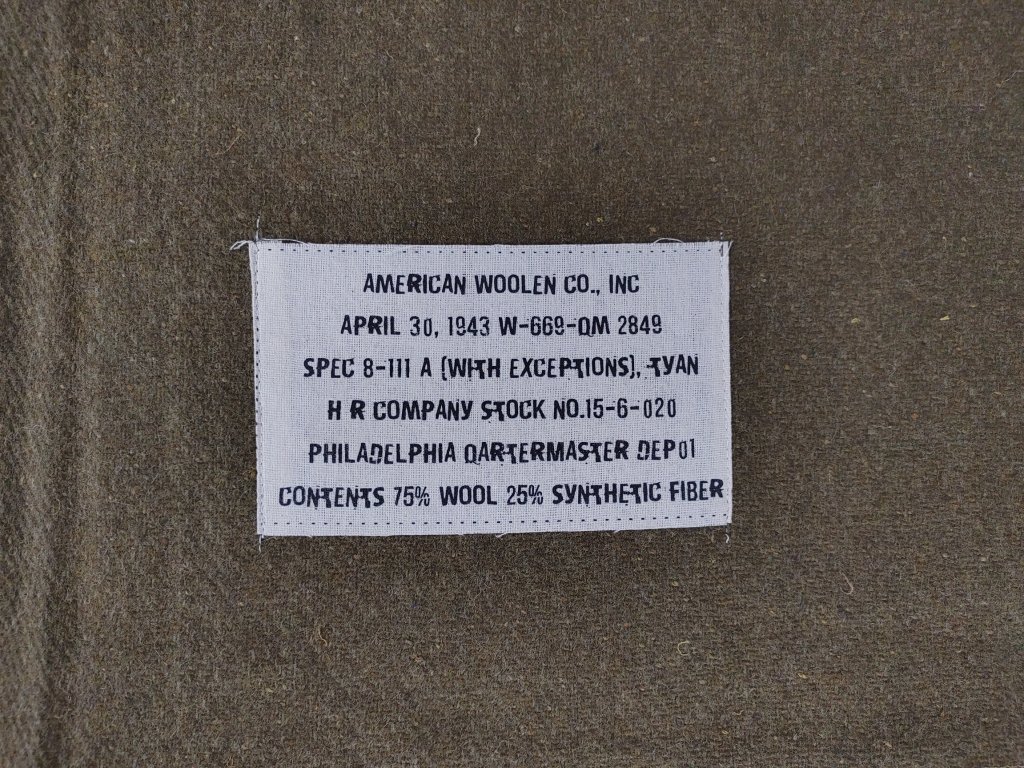 AMERICAN WOOLEN CO., INC
APRIL 30, 1943 W-669-QM 2849
SPEC 8-111 A (WITH EXCEPTIONS), TYAN
H R COMPANY STOCK NO.15-6-020
PHILADELPHIA QARTERMASTER DEPOT
CONTENTS 75% WOOL 25% SYNTHETIC FIBER